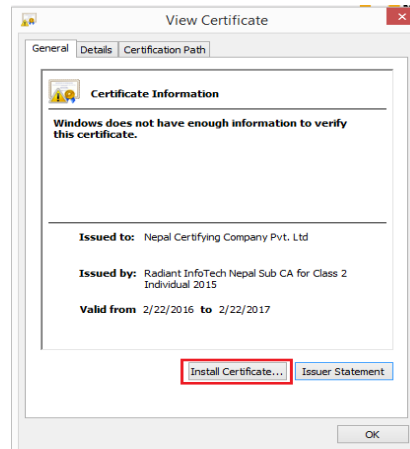 View Certificate
General Details Certification Path
Certificate Information
Windows does not have enough information to verify
this certificate.
Issued to: Nepal Certifying Company Pvt. Ltd
Issued by: Radiant InfoTech Nepal Sub CA for Class 2
Individual 2015
Valid from 2/22/2016 to 2/22/2017
Install Certificate... Issuer Statement
OK